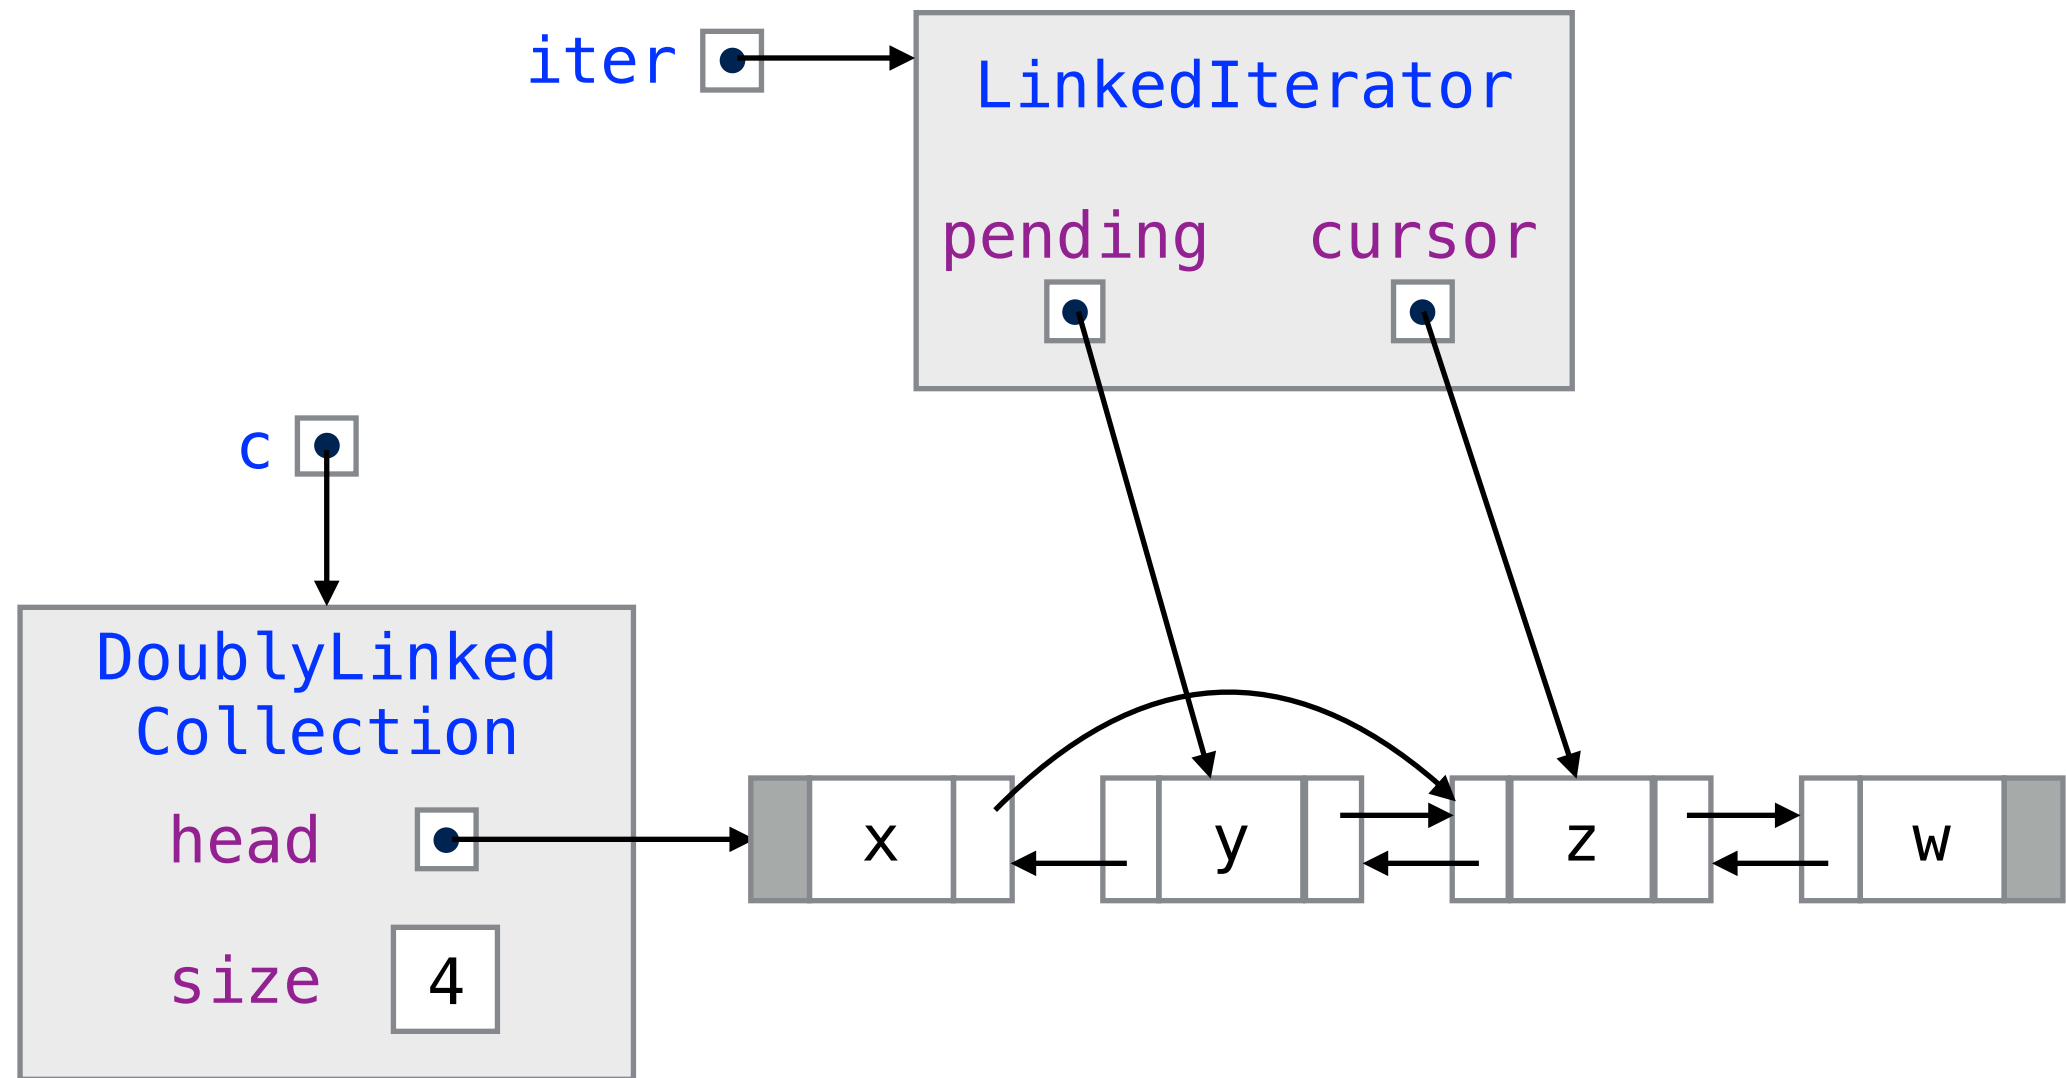 iter
LinkedIterator
pending cursor
c
DoublyLinked
Collection
head
x y z w
size 4